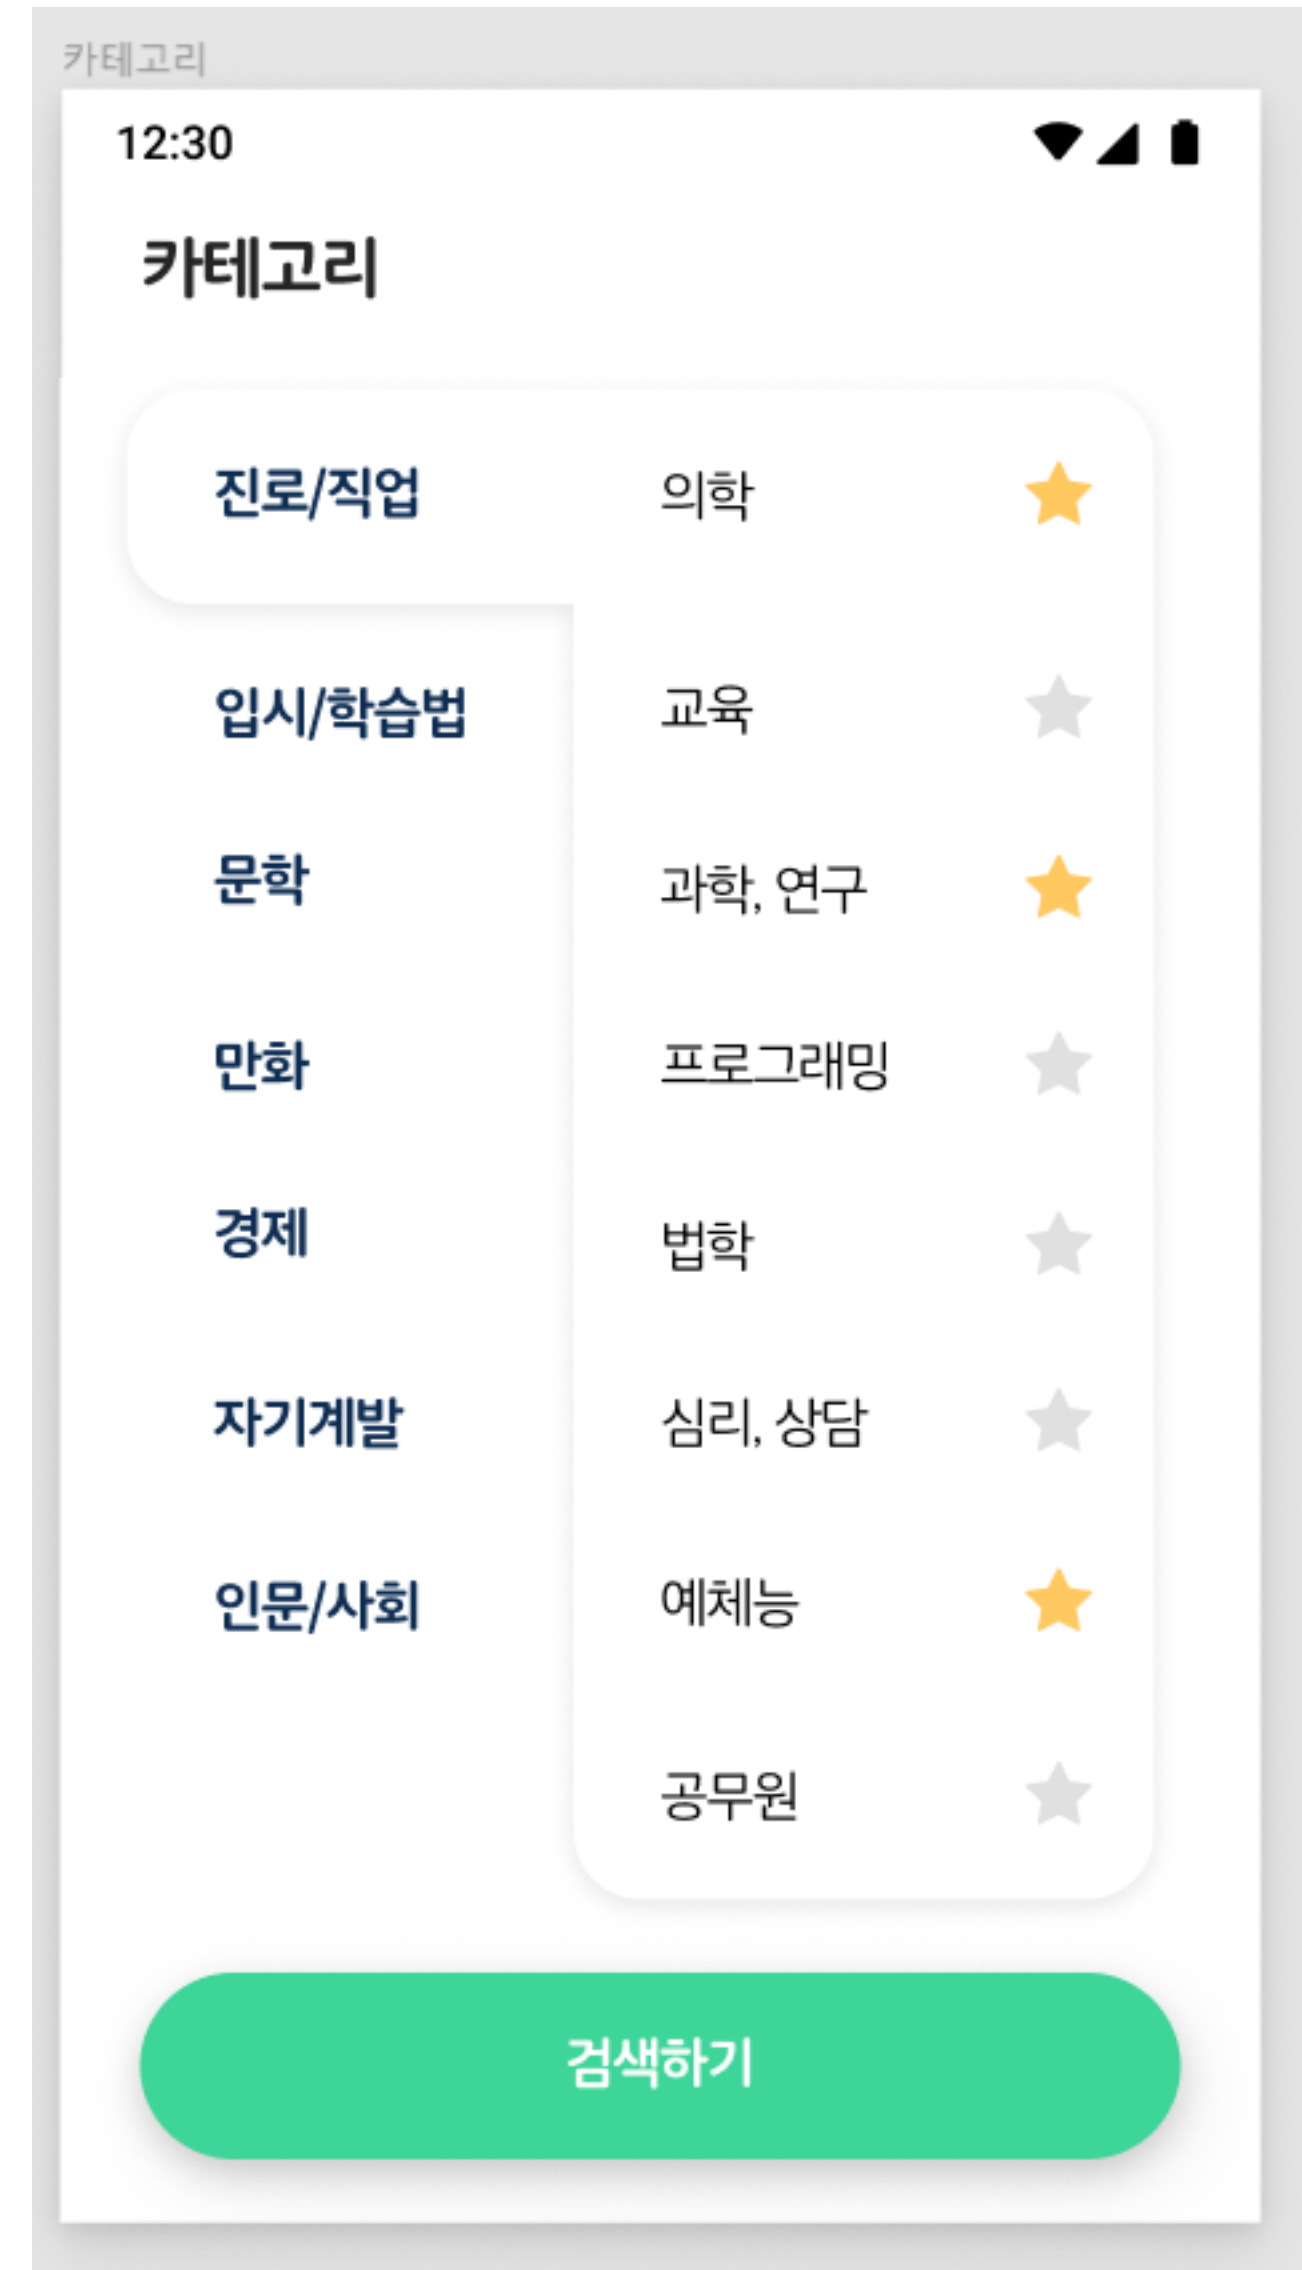 카테고리
12:30
카테고리
진로/직업
의학
입시/학습법
교육
문학
과학, 연구
만화
프로그래밍
경제
법학
자기계발
심리, 상담
인문/사회
예체능
공무원
검색하기